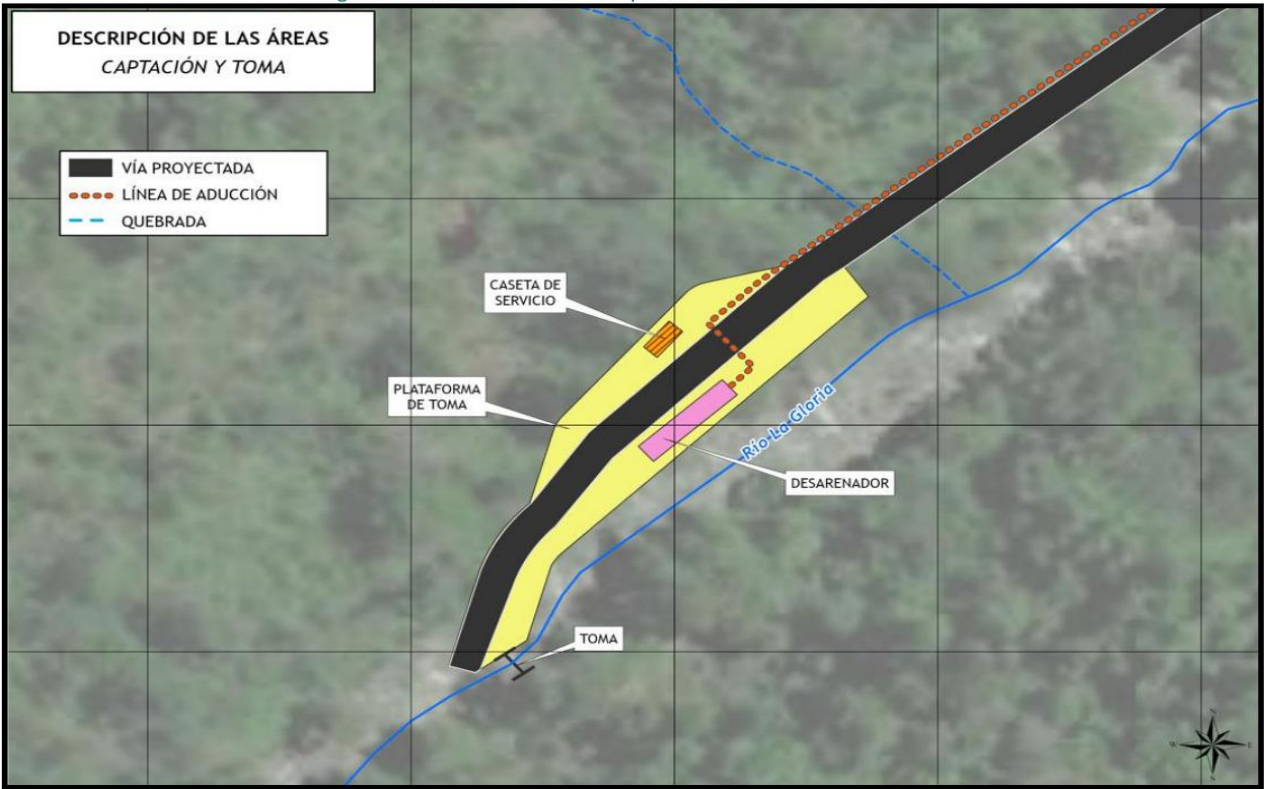 DESCRIPCIÓN DE LAS ÁREAS
CAPTACIÓN Y TOMA
VÍA PROYECTADA
LÍNEA DE ADUCCIÓN
QUEBRADA
CASETA DE
SERVICIO
PLATAFORMA
DE TOMA
Río La Gloria
DESARENADOR
TOMA
N
W
E
S